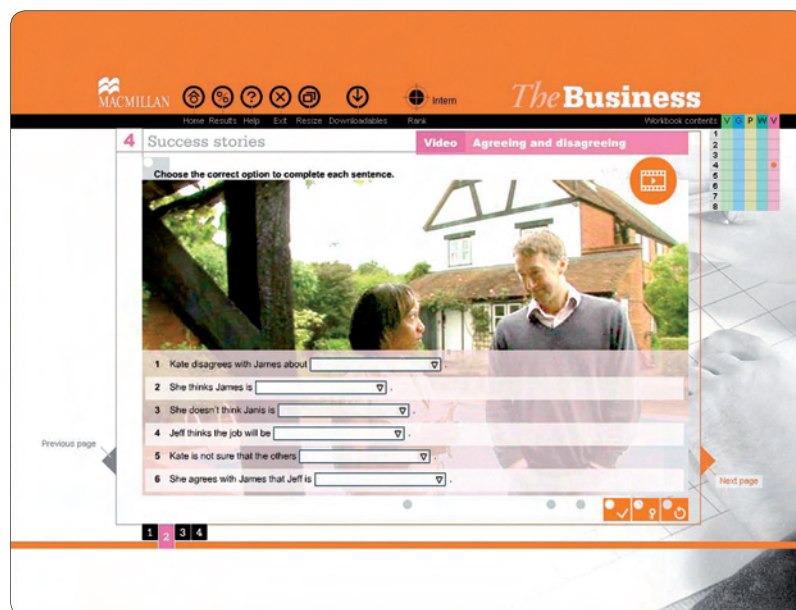 MACMILLAN
Intern
The Business
Home Results Help Exit Resize Downloadables Rank Workbook contents V G P W V
1
2
3
4
5
6
7
8
4 Success stories Video Agreeing and disagreeing
Choose the correct option to complete each sentence.
1 Kate disagrees with James about .
2 She thinks James is .
3 She doesn't think Janis is .
4 Jeff thinks the job will be .
5 Kate is not sure that the others .
6 She agrees with James that Jeff is .
Previous page
Next page
1 2 3 4